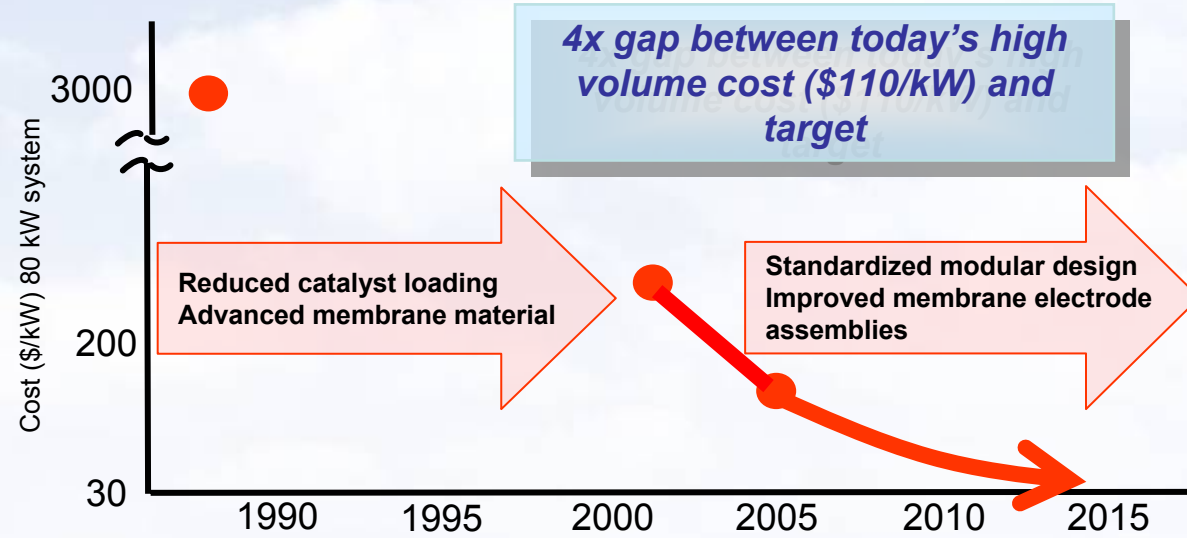 4x gap between today's high
volume cost ($110/kW) and
target
3000
Cost ($/kW) 80 kW system
Reduced catalyst loading
Advanced membrane material
Standardized modular design
Improved membrane electrode
assemblies
200
30
1990 1995 2000 2005 2010 2015